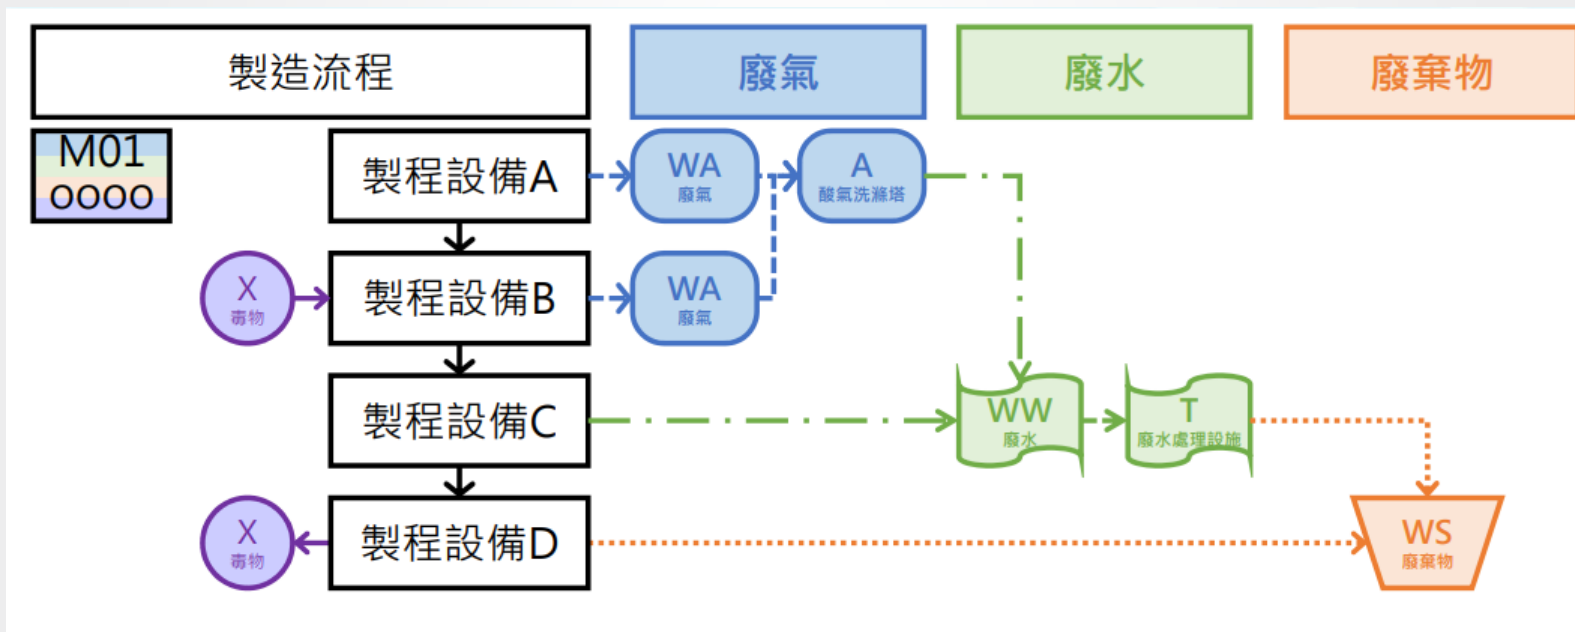 製造流程
廢氣
廢水
廢棄物
M01
oooo
製程設備A
WA
廢氣
A
酸氣洗滌塔
X
毒物
製程設備B
WA
廢氣
製程設備C
WW
廢水
T
廢水處理設施
X
毒物
製程設備D
WS
廢棄物